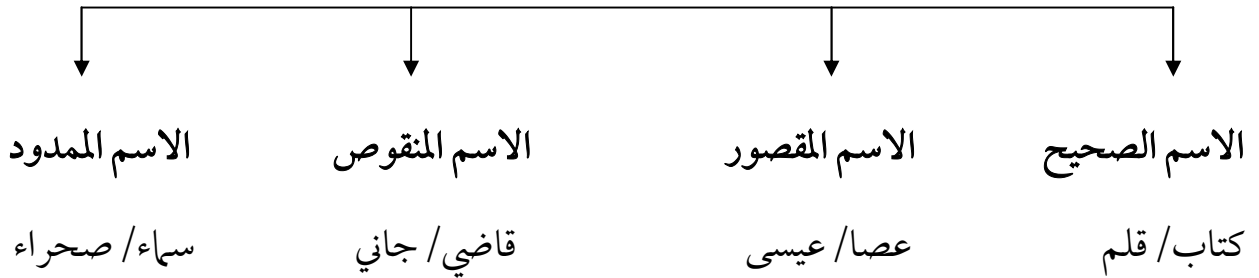 الاسم الصحيح الاسم المقصور الاسم المنقوص الاسم الممدود
كتاب/ قلم عصا/ عيسى قاضي/ جاني سماء/ صحراء